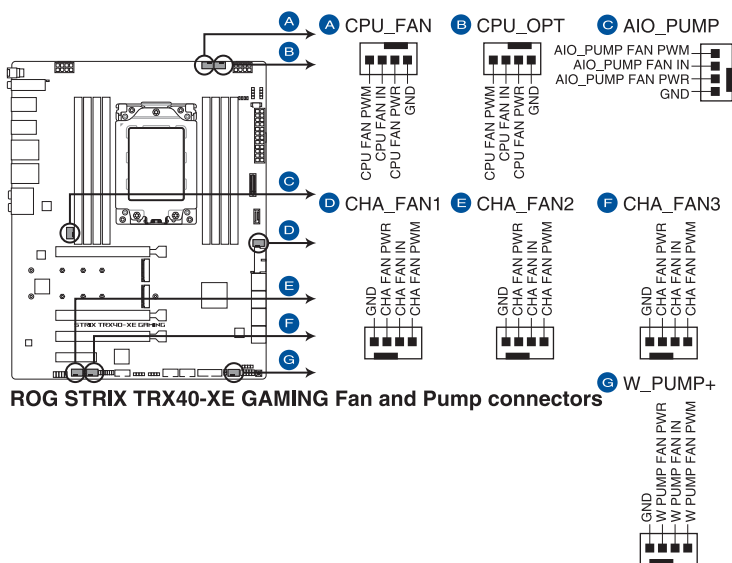 A
B
C
D
E
F
G
STRIX TRX40-XE GAMING
A CPU_FAN
CPU FAN PWM
CPU FAN IN
CPU FAN PWR
GND
B CPU_OPT
CPU FAN PWM
CPU FAN IN
CPU FAN PWR
GND
C AIO_PUMP
AIO_PUMP FAN PWM
AIO_PUMP FAN IN
AIO_PUMP FAN PWR
GND
D CHA_FAN1
GND
CHA FAN PWR
CHA FAN IN
CHA FAN PWM
E CHA_FAN2
GND
CHA FAN PWR
CHA FAN IN
CHA FAN PWM
F CHA_FAN3
GND
CHA FAN PWR
CHA FAN IN
CHA FAN PWM
G W_PUMP+
GND
W PUMP FAN PWR
W PUMP FAN IN
W PUMP FAN PWM
ROG STRIX TRX40-XE GAMING Fan and Pump connectors